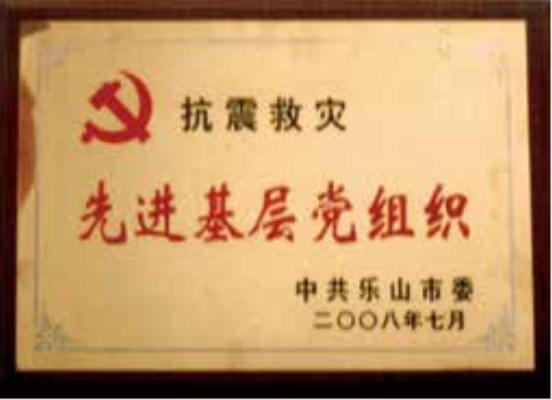 抗震救灾
先进基层党组织
中共乐山市委
二〇〇八年七月